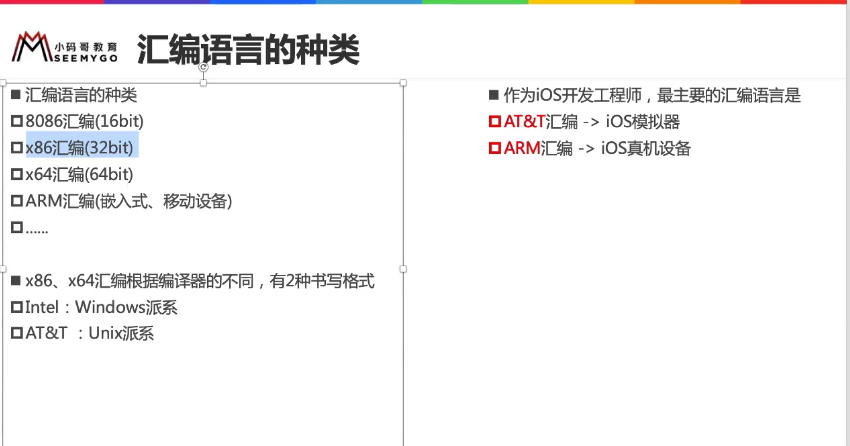 小码哥教育
SEEMYGO
汇编语言的种类
■ 汇编语言的种类
8086汇编(16bit)
x86汇编(32bit)
x64汇编(64bit)
ARM汇编(嵌入式、移动设备)
......
■ x86、x64汇编根据编译器的不同，有2种书写格式
Intel：Windows派系
AT&T ：Unix派系
■ 作为iOS开发工程师，最主要的汇编语言是
AT&T汇编 -> iOS模拟器
ARM汇编 -> iOS真机设备